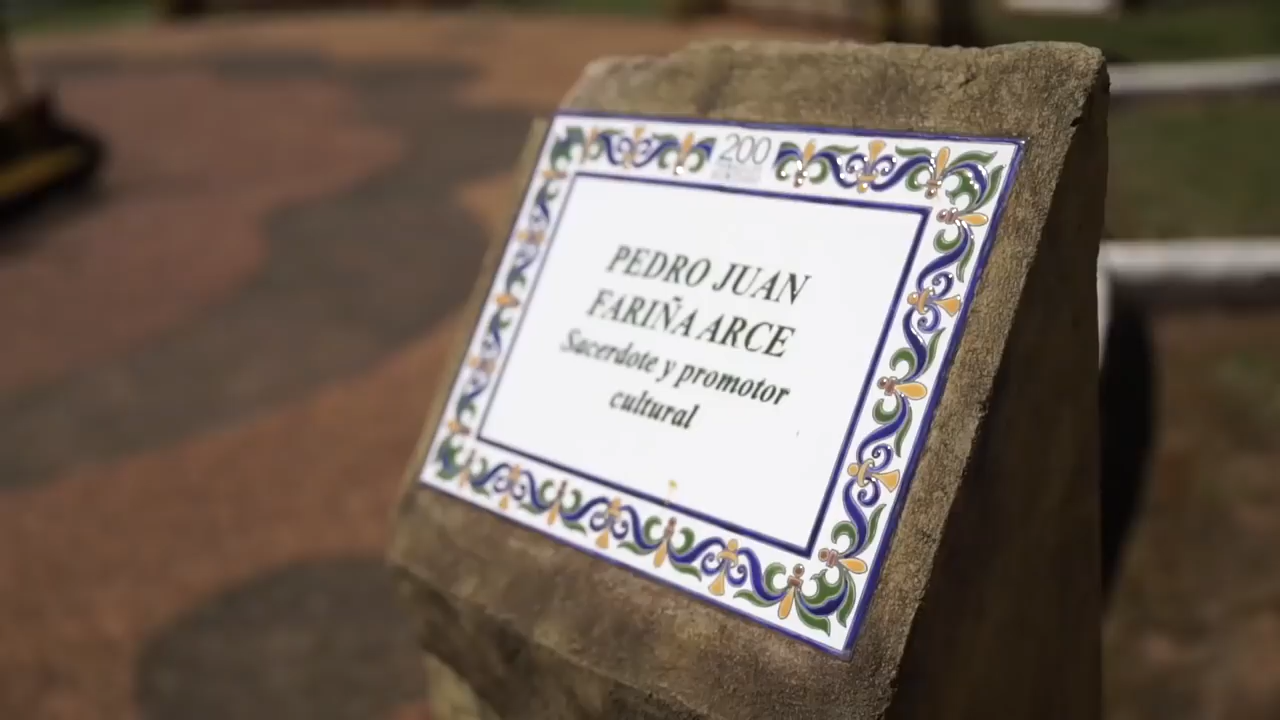 200
PEDRO JUAN
FARIÑA ARCE
Sacerdote y promotor
cultural